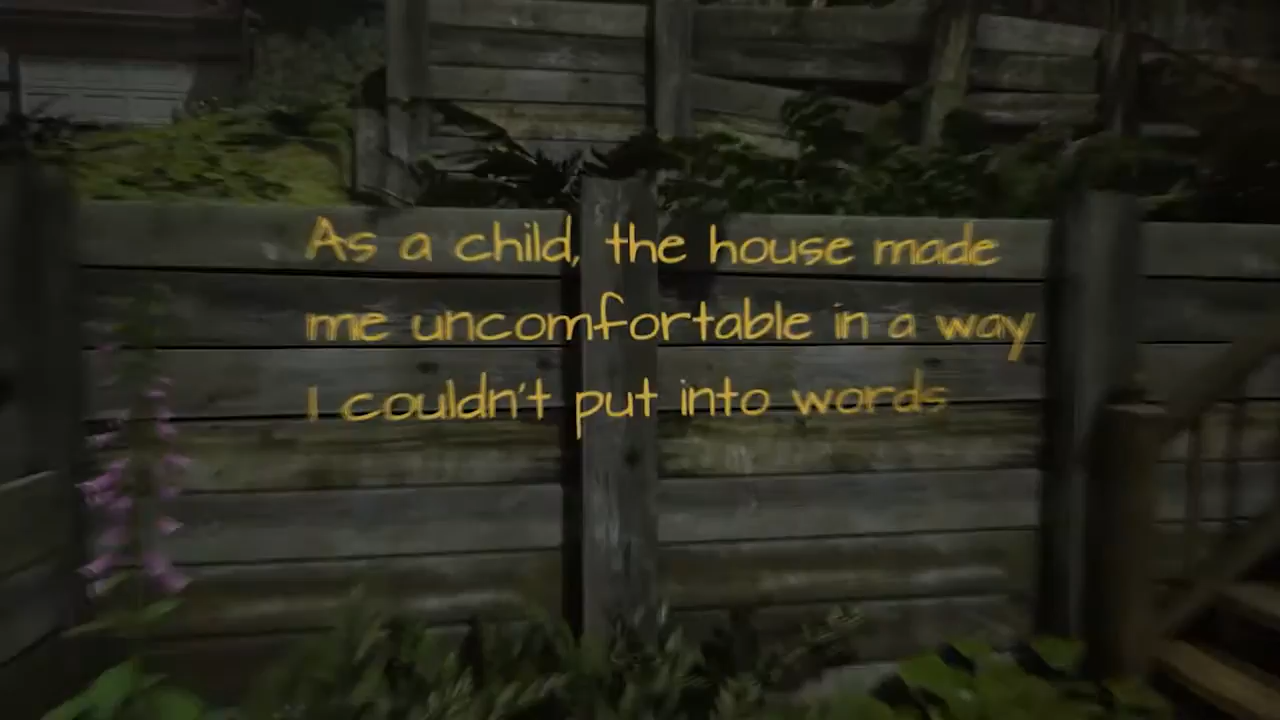 As a child, the house made
me uncomfortable in a way
I couldn't put into words